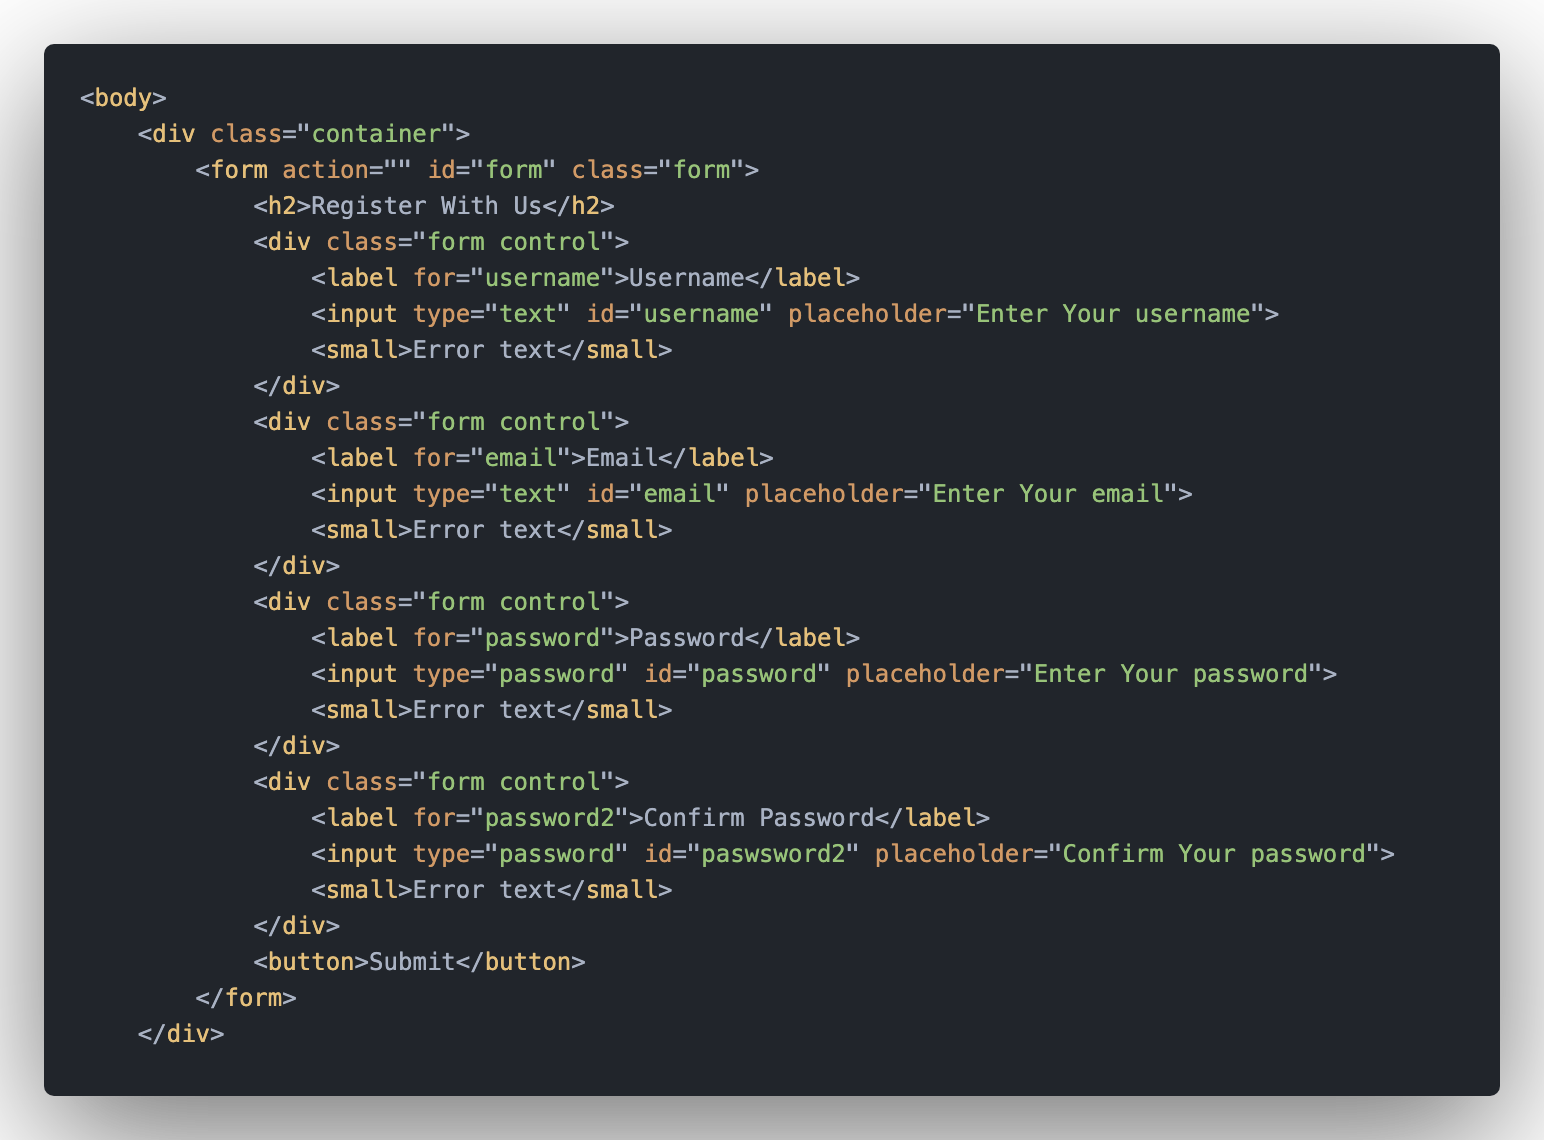 <body>
    <div class="container">
        <form action="" id="form" class="form">
            <h2>Register With Us</h2>
            <div class="form control">
                <label for="username">Username</label>
                <input type="text" id="username" placeholder="Enter Your username">
                <small>Error text</small>
            </div>
            <div class="form control">
                <label for="email">Email</label>
                <input type="text" id="email" placeholder="Enter Your email">
                <small>Error text</small>
            </div>
            <div class="form control">
                <label for="password">Password</label>
                <input type="password" id="password" placeholder="Enter Your password">
                <small>Error text</small>
            </div>
            <div class="form control">
                <label for="password2">Confirm Password</label>
                <input type="password" id="paswsword2" placeholder="Confirm Your password">
                <small>Error text</small>
            </div>
            <button>Submit</button>
        </form>
    </div>